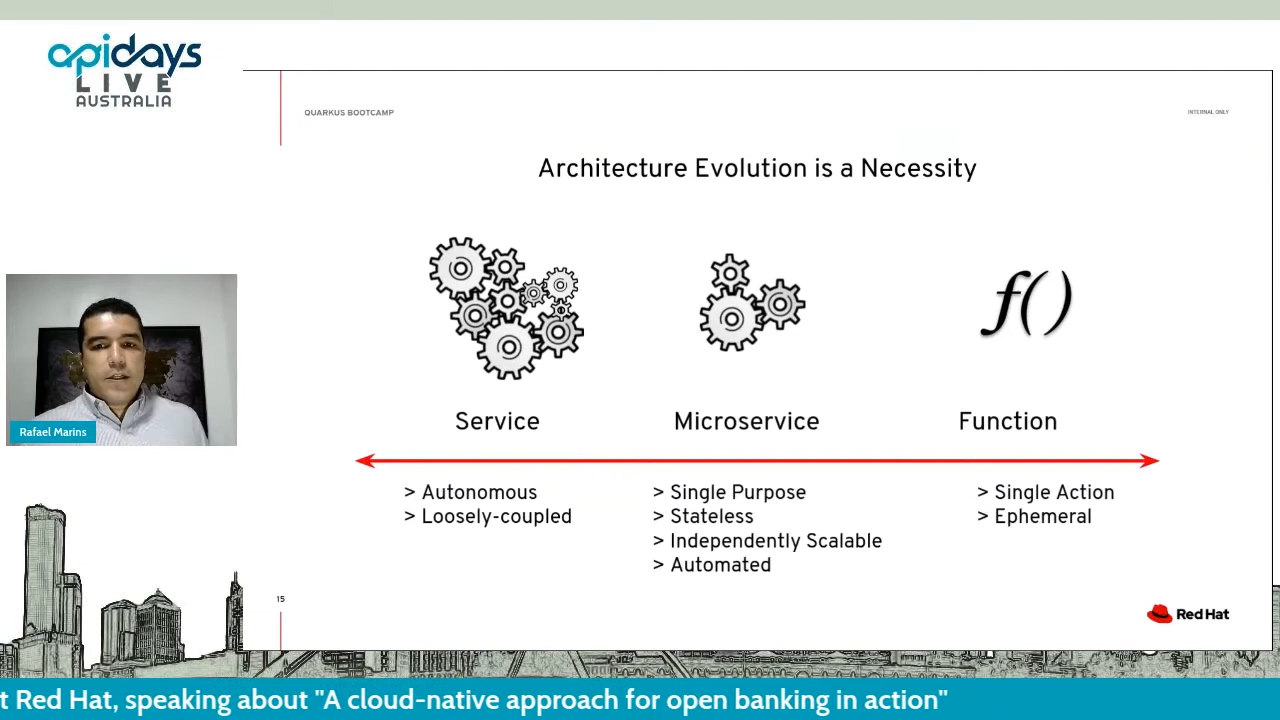 apidays
LIVE
AUSTRALIA
QUARKUS BOOTCAMP
INTERNAL ONLY
Architecture Evolution is a Necessity
f()
Service
Microservice
Function
> Autonomous
> Loosely-coupled
> Single Purpose
> Stateless
> Independently Scalable
> Automated
> Single Action
> Ephemeral
Rafael Marins
15
Red Hat
t Red Hat, speaking about "A cloud-native approach for open banking in action"